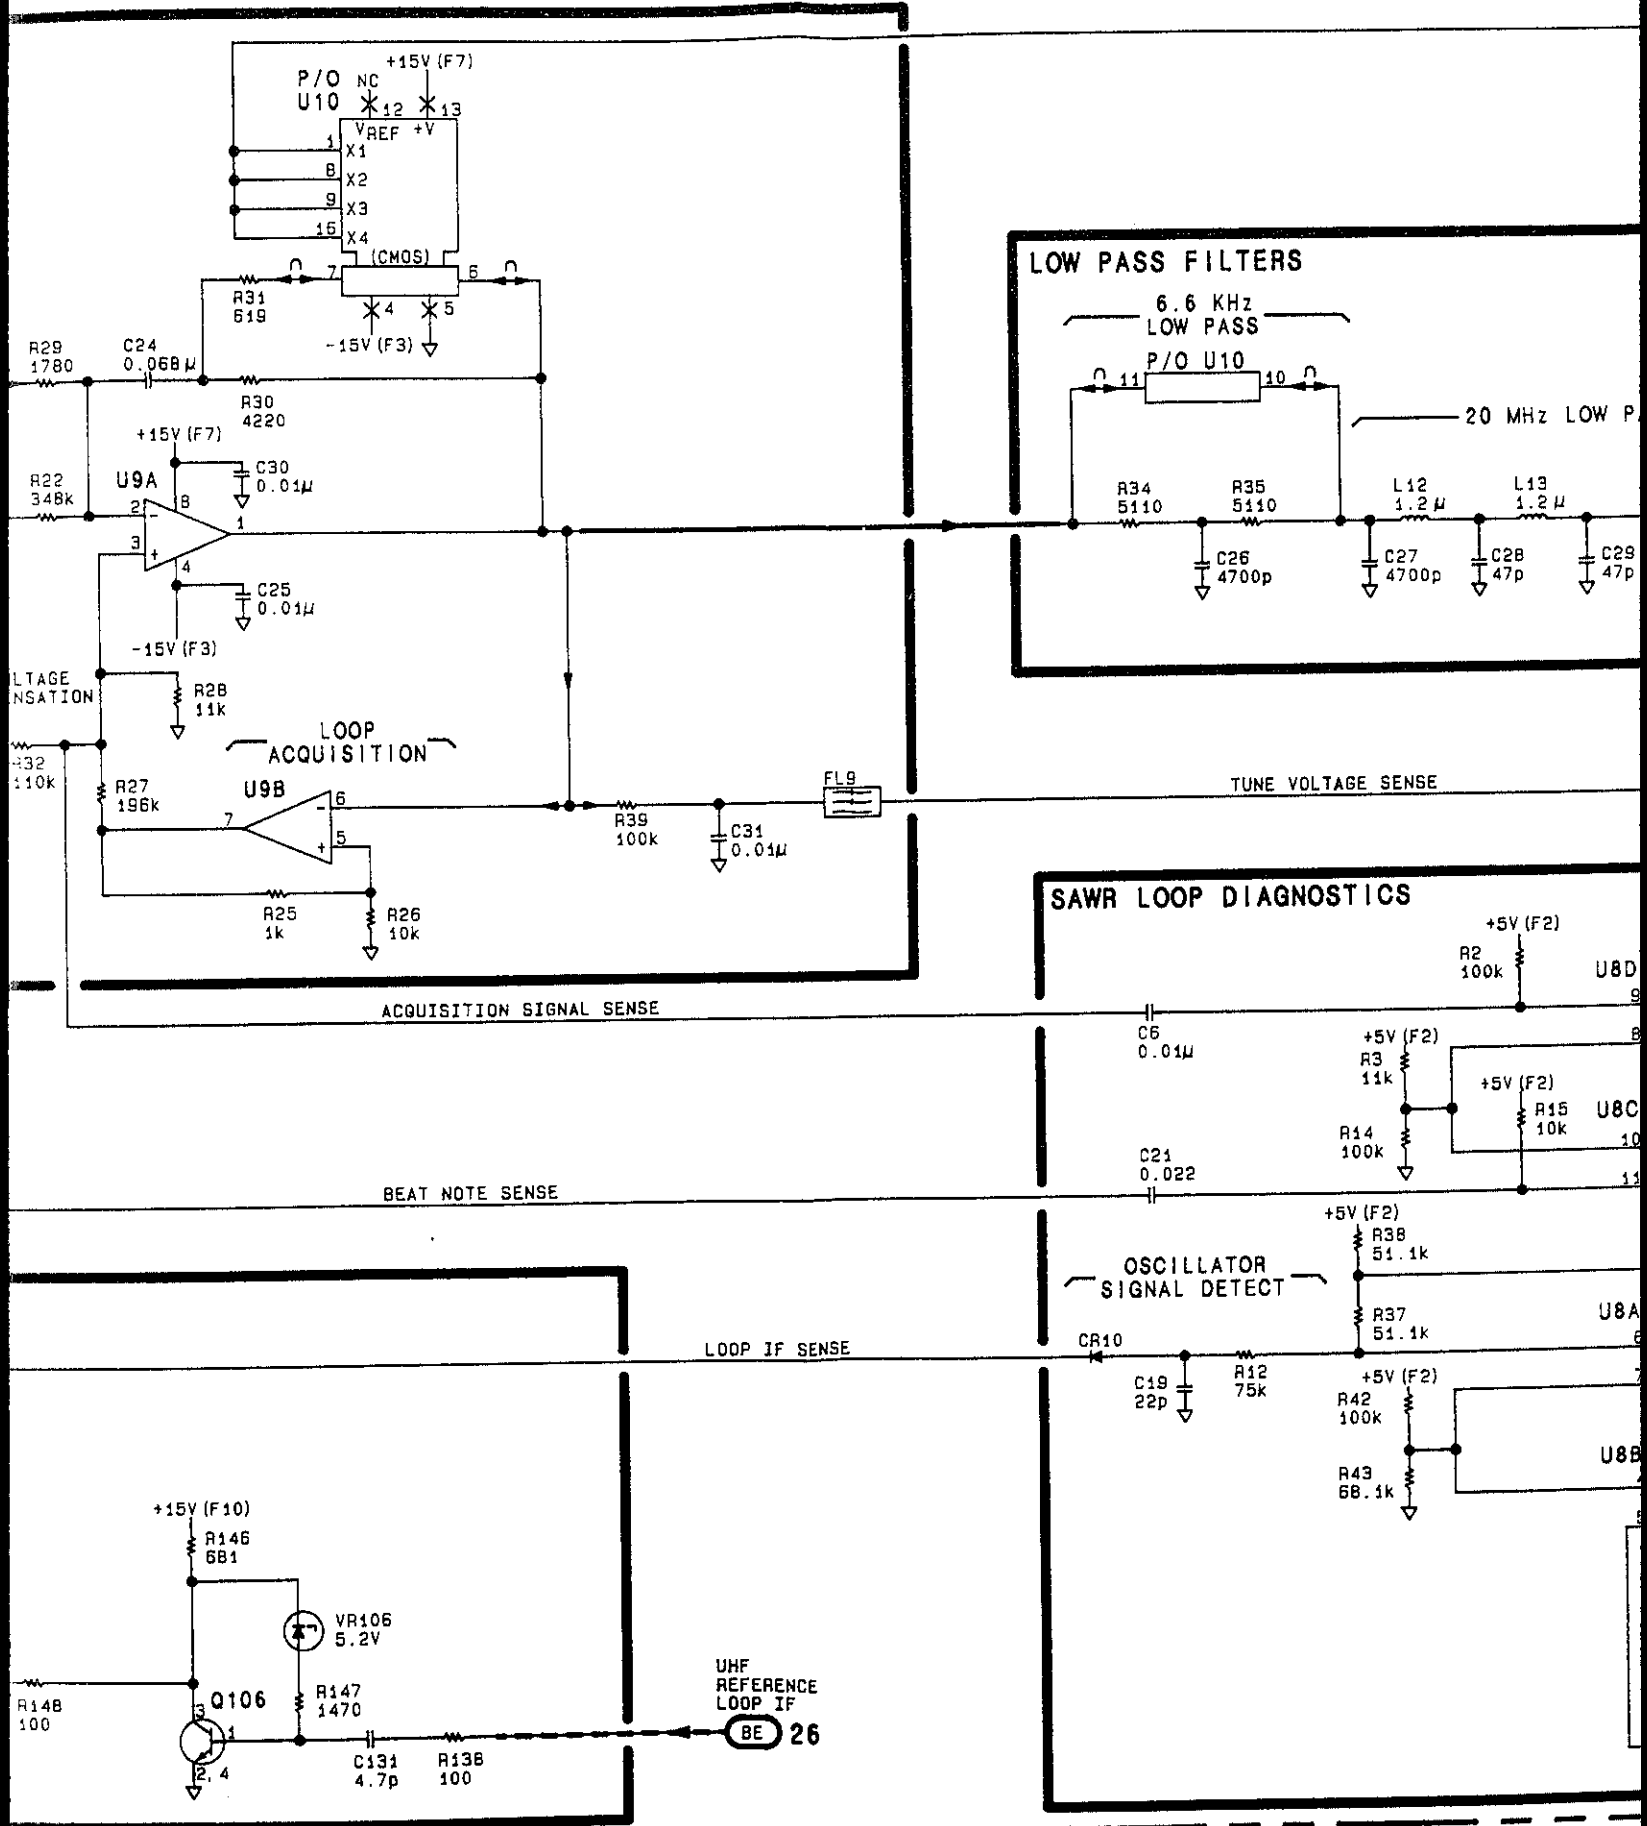 +15V(F7)
P/O NC
U10
12
13
VREF +V
1 X1
8 X2
9 X3
16 X4
(CMOS)
7
6
R31
619
4
5
-15V(F3)
R29
1780
C24
0.068µ
R30
4220
+15V(F7)
C30
0.01µ
R22
348k
U9A
2 -
8
1
3 +
4
C25
0.01µ
-15V(F3)
LTAGE
NSATION
R28
11k
LOOP
ACQUISITION
R32
110k
R27
196k
U9B
7
- 6
+ 5
R39
100k
C31
0.01µ
FL9
TUNE VOLTAGE SENSE
R25
1k
R26
10k
ACQUISITION SIGNAL SENSE
BEAT NOTE SENSE
LOW PASS FILTERS
6.6 KHz
LOW PASS
P/O U10
11
10
20 MHz LOW P
R34
5110
R35
5110
L12
1.2µ
L13
1.2µ
C26
4700p
C27
4700p
C28
47p
C29
47p
SAWR LOOP DIAGNOSTICS
+5V(F2)
R2
100k
U8D
9
C6
0.01µ
+5V(F2)
R3
11k
8
+5V(F2)
R15
10k
U8C
R14
100k
10
C21
0.022
11
+5V(F2)
R38
51.1k
OSCILLATOR
SIGNAL DETECT
R37
51.1k
U8A
6
LOOP IF SENSE
CR10
C19
22p
R12
75k
+5V(F2)
7
R42
100k
R43
68.1k
U8B
+15V(F10)
R146
681
VR106
5.2V
R148
100
3
Q106
1
2,4
R147
1470
C131
4.7p
R138
100
UHF
REFERENCE
LOOP IF
BE 26